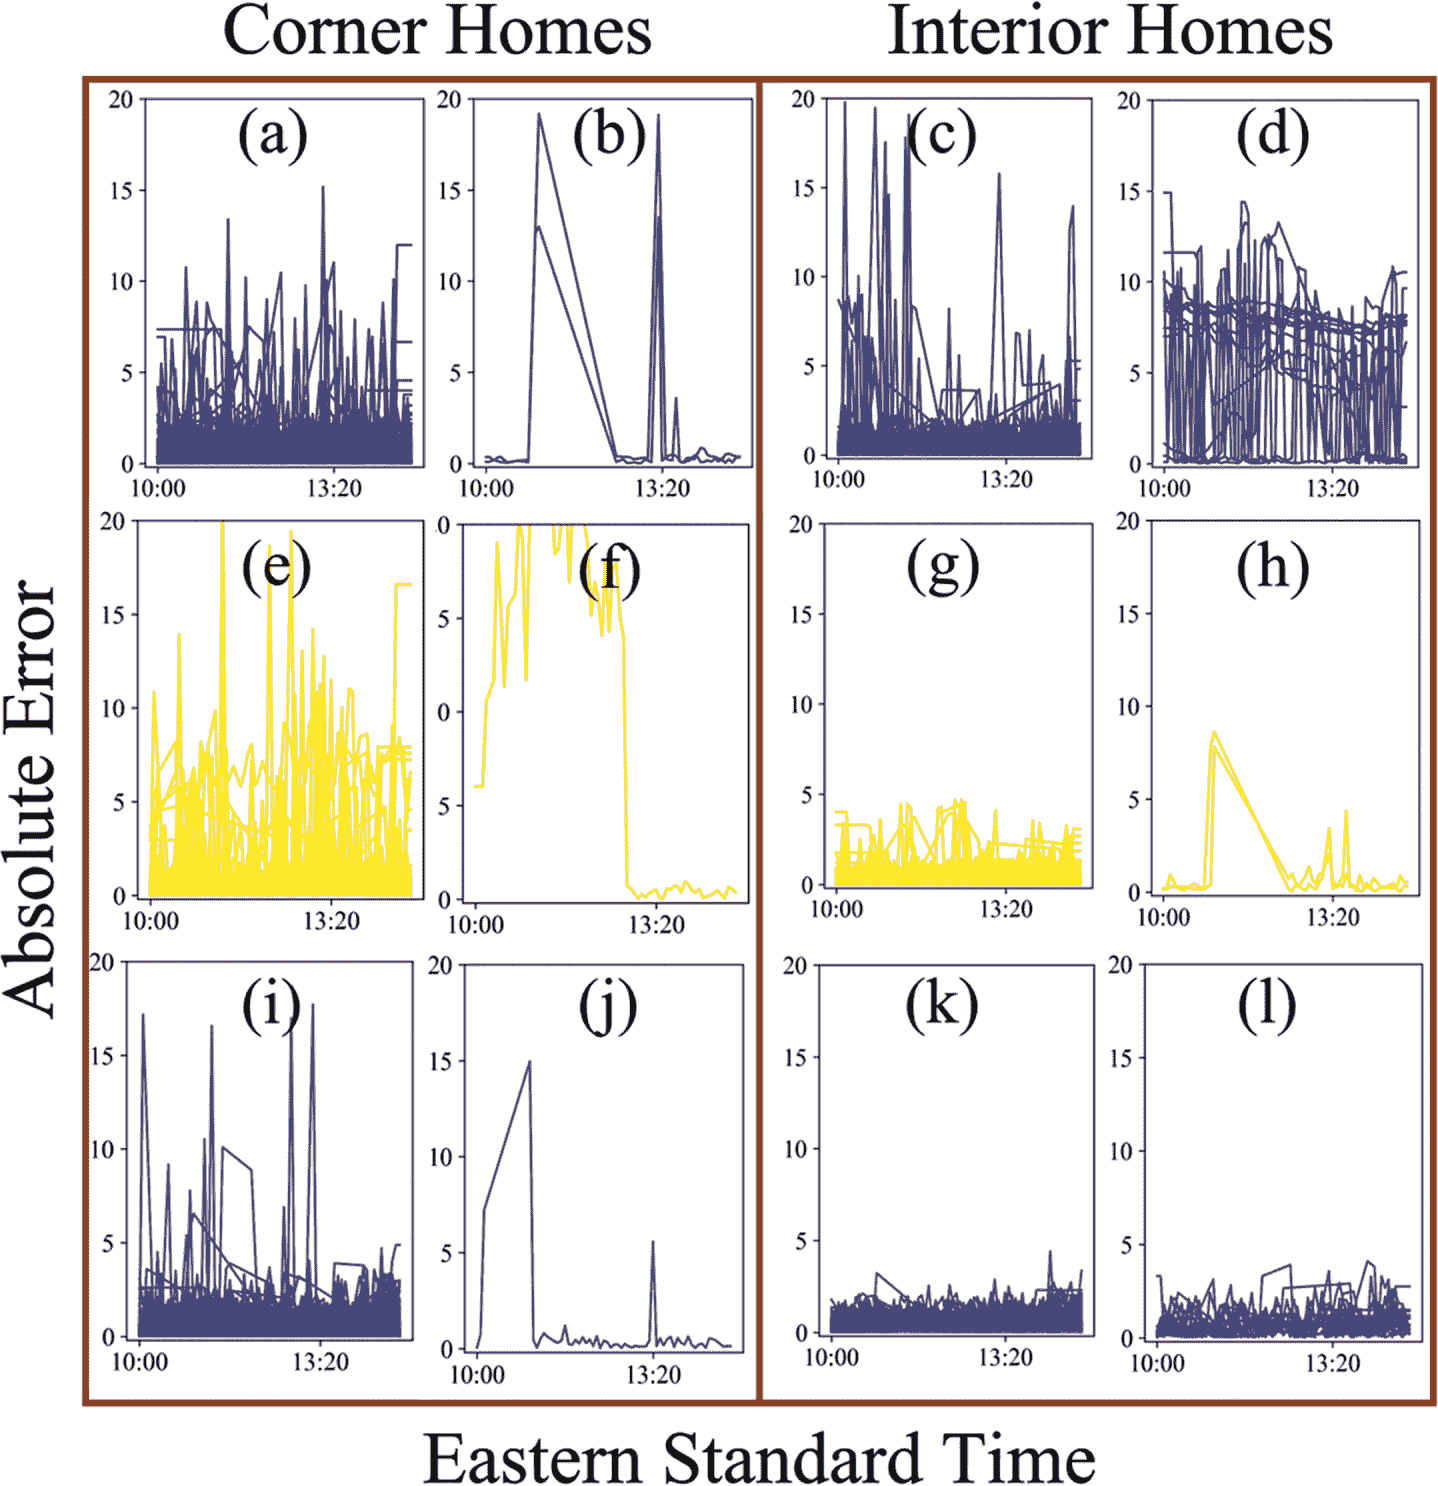 Corner Homes Interior Homes
(a) (b) (c) (d)
20 20 20 20
15 15 15 15
10 10 10 10
5 5 5 5
0 0 0 0
10:00 13:20 10:00 13:20 10:00 13:20 10:00 13:20
(e) (f) (g) (h)
20 .0 20 20
15 5 15 15
10 0 10 10
5 5 5 5
0 0 0 0
10:00 13:20 10:00 13:20 10:00 13:20 10:00 13:20
(i) (j) (k) (l)
20 20 20 20
15 15 15 15
10 10 10 10
5 5 5 5
0 0 0 0
10:00 13:20 10:00 13:20 10:00 13:20 10:00 13:20
Absolute Error
Eastern Standard Time